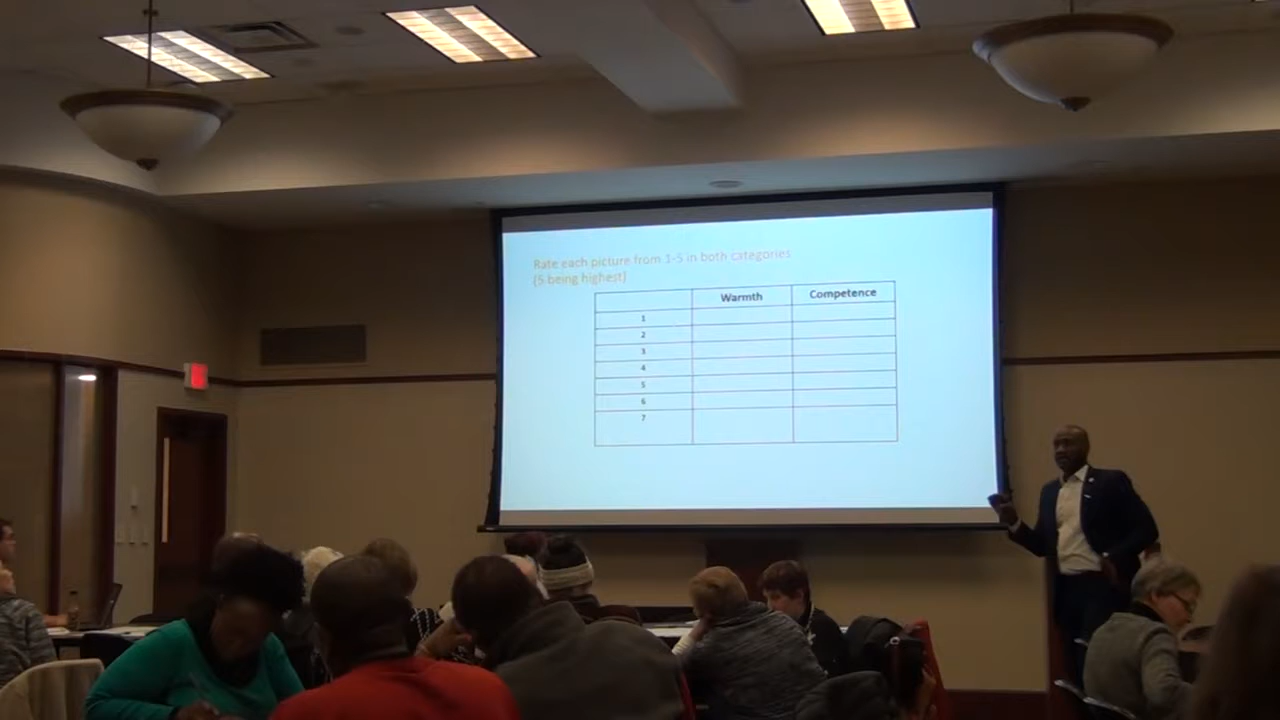 Rate each picture from 1-5 in both categories
(5 being highest)
Warmth Competence
1
2
3
4
5
6
7